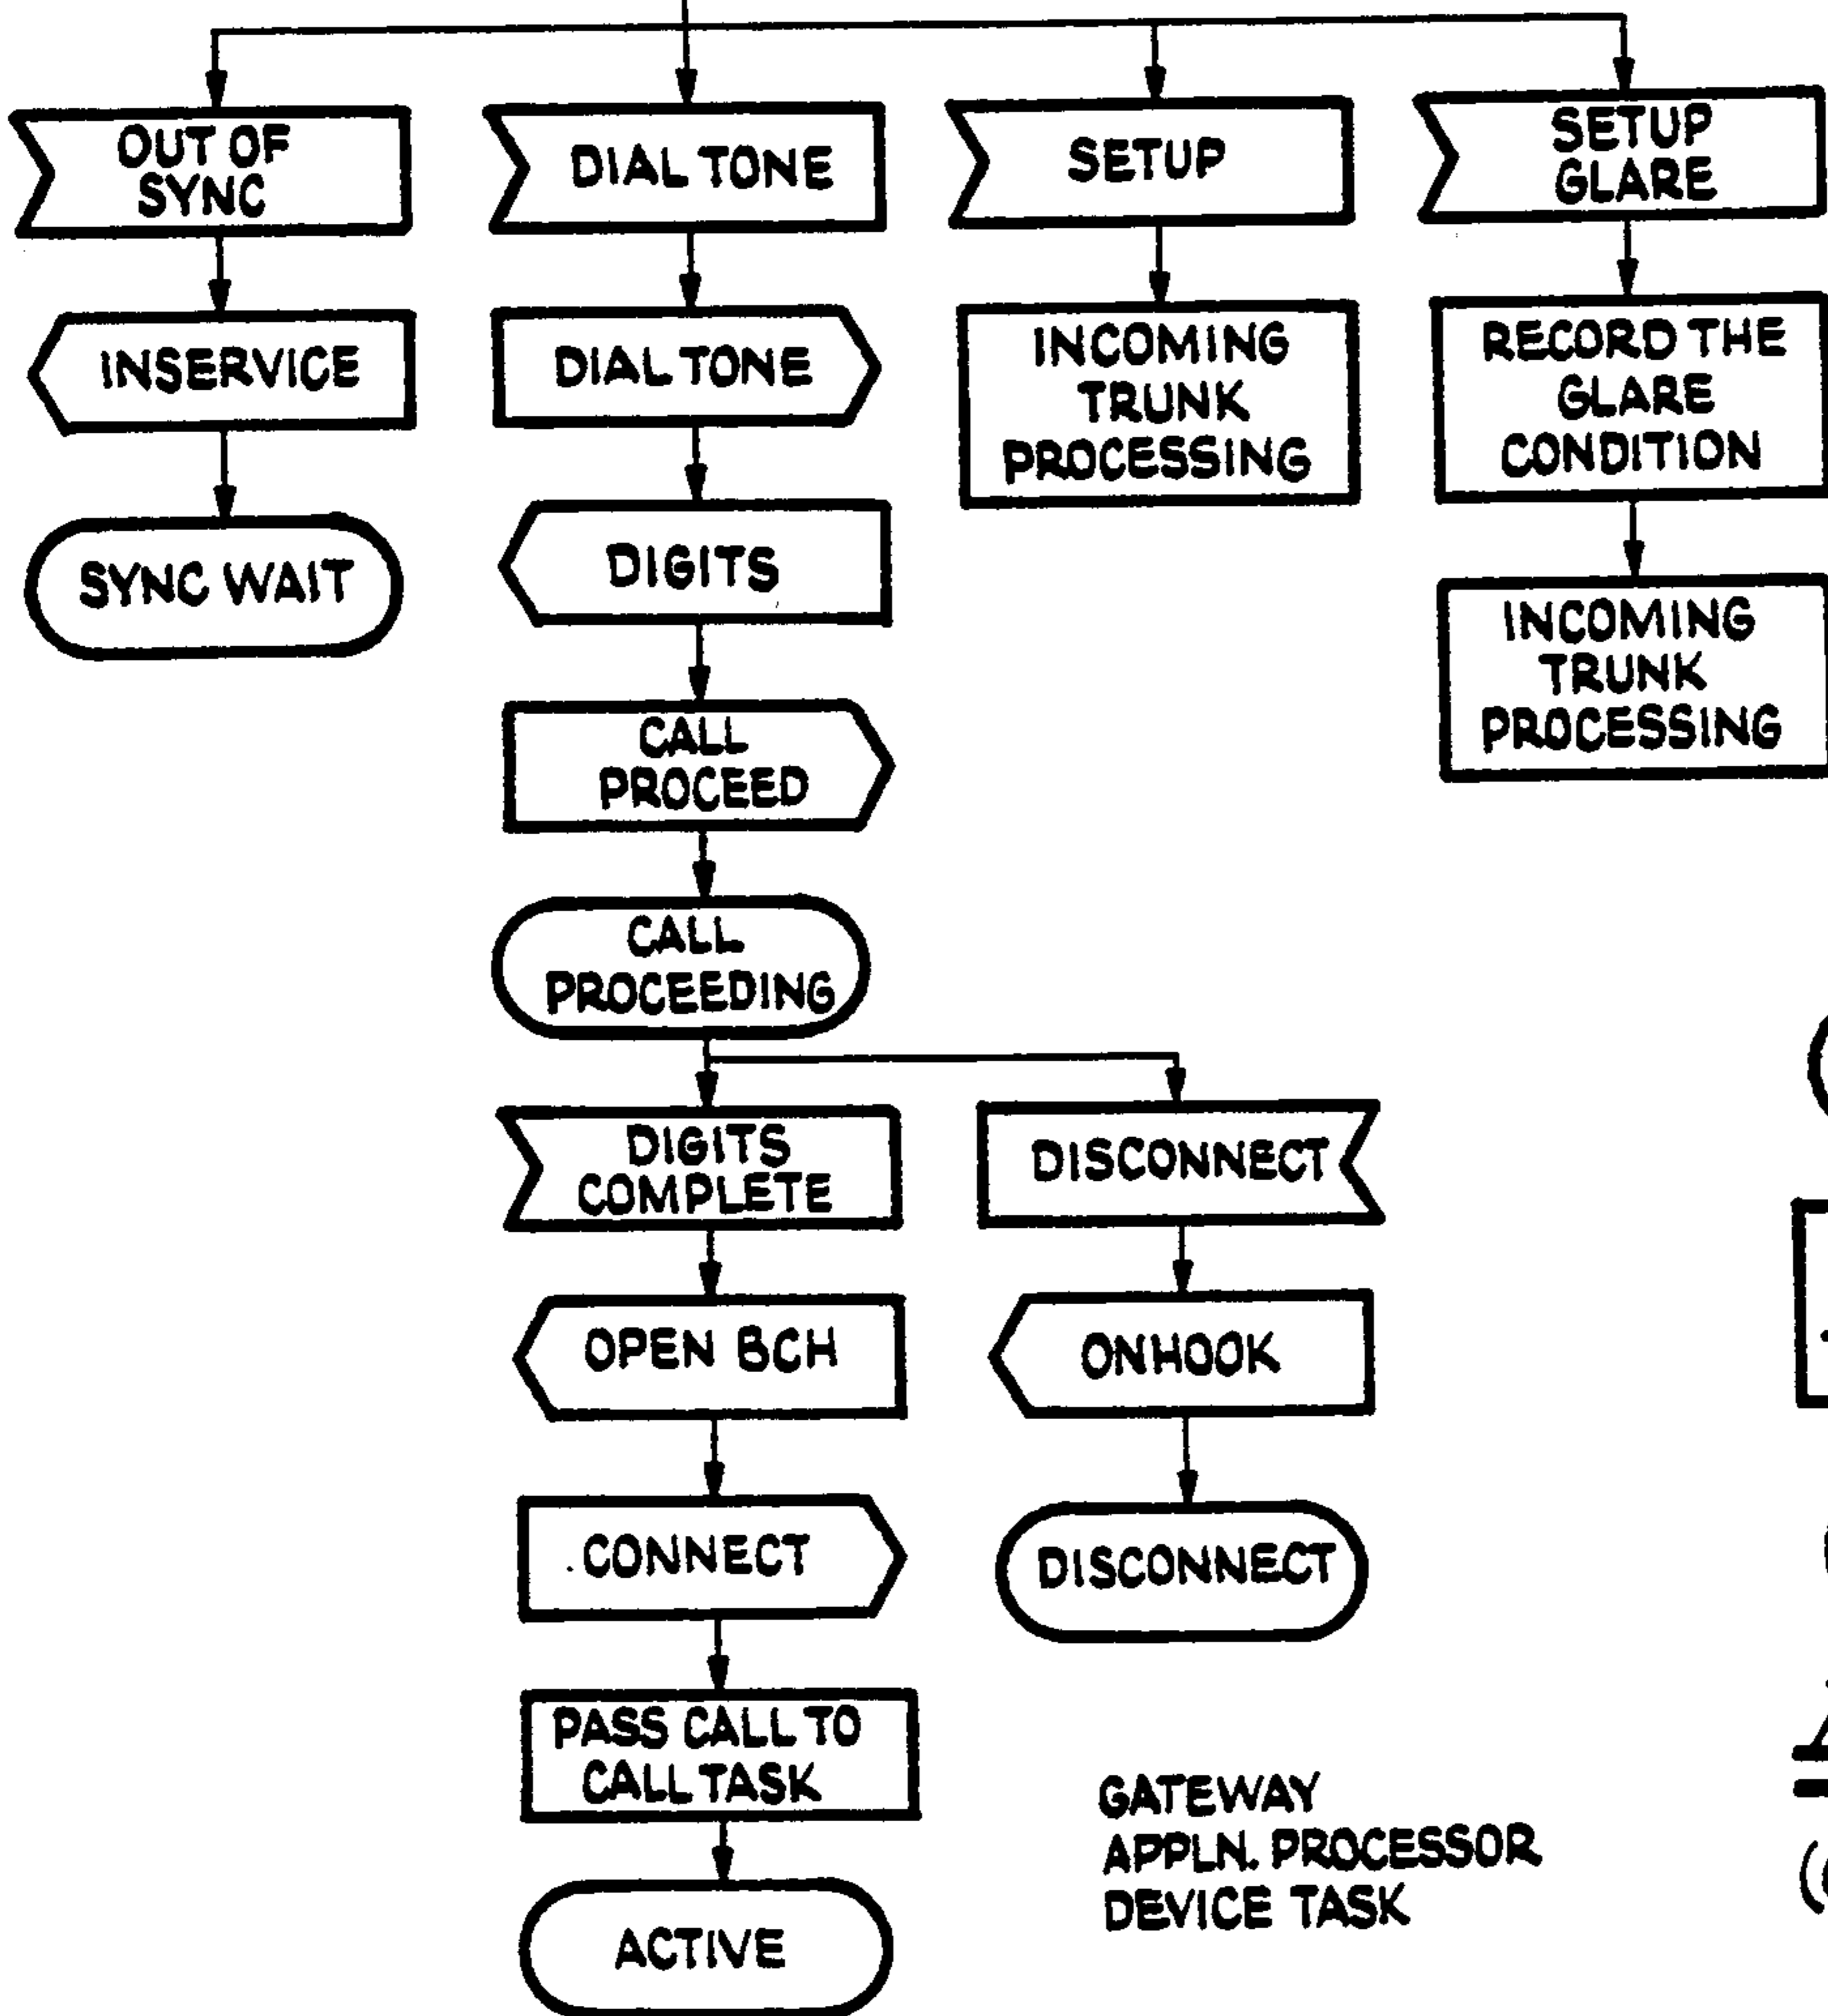 OUT OF
SYNC
INSERVICE
SYNC WAIT
DIAL TONE
DIAL TONE
DIGITS
CALL
PROCEED
CALL
PROCEEDING
DIGITS
COMPLETE
OPEN BCH
CONNECT
PASS CALL TO
CALL TASK
ACTIVE
DISCONNECT
ONHOOK
DISCONNECT
SETUP
INCOMING
TRUNK
PROCESSING
SETUP
GLARE
RECORD THE
GLARE
CONDITION
INCOMING
TRUNK
PROCESSING
GATEWAY
APPLN. PROCESSOR
DEVICE TASK